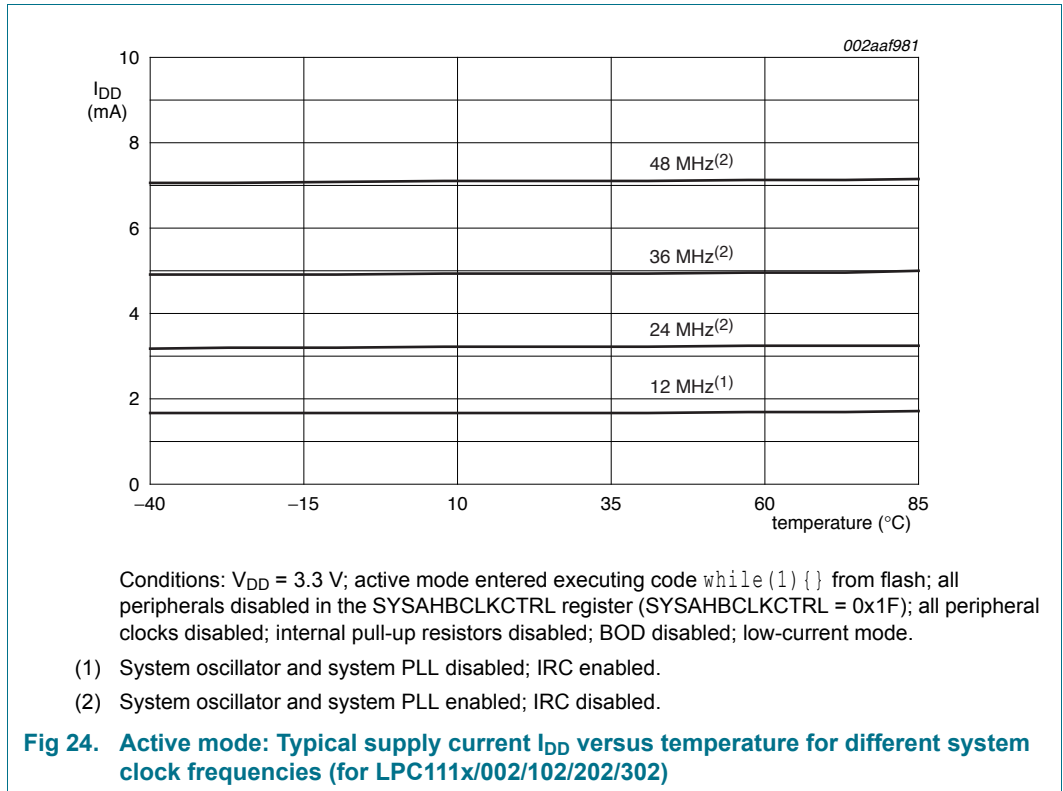 002aaf981
10
I_DD
(mA)
8
48 MHz(2)
6
36 MHz(2)
4
24 MHz(2)
12 MHz(1)
2
0
−40 −15 10 35 60 85
temperature (°C)
Conditions: V_DD = 3.3 V; active mode entered executing code while(1){} from flash; all
peripherals disabled in the SYSAHBCLKCTRL register (SYSAHBCLKCTRL = 0x1F); all peripheral
clocks disabled; internal pull-up resistors disabled; BOD disabled; low-current mode.
(1) System oscillator and system PLL disabled; IRC enabled.
(2) System oscillator and system PLL enabled; IRC disabled.
Fig 24. Active mode: Typical supply current I_DD versus temperature for different system
clock frequencies (for LPC111x/002/102/202/302)